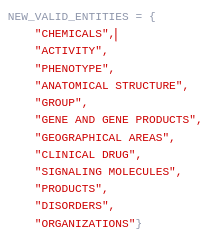 NEW_VALID_ENTITIES = {
"CHEMICALS",
"ACTIVITY",
"PHENOTYPE",
"ANATOMICAL STRUCTURE",
"GROUP",
"GENE AND GENE PRODUCTS",
"GEOGRAPHICAL AREAS",
"CLINICAL DRUG",
"SIGNALING MOLECULES",
"PRODUCTS",
"DISORDERS",
"ORGANIZATIONS"}